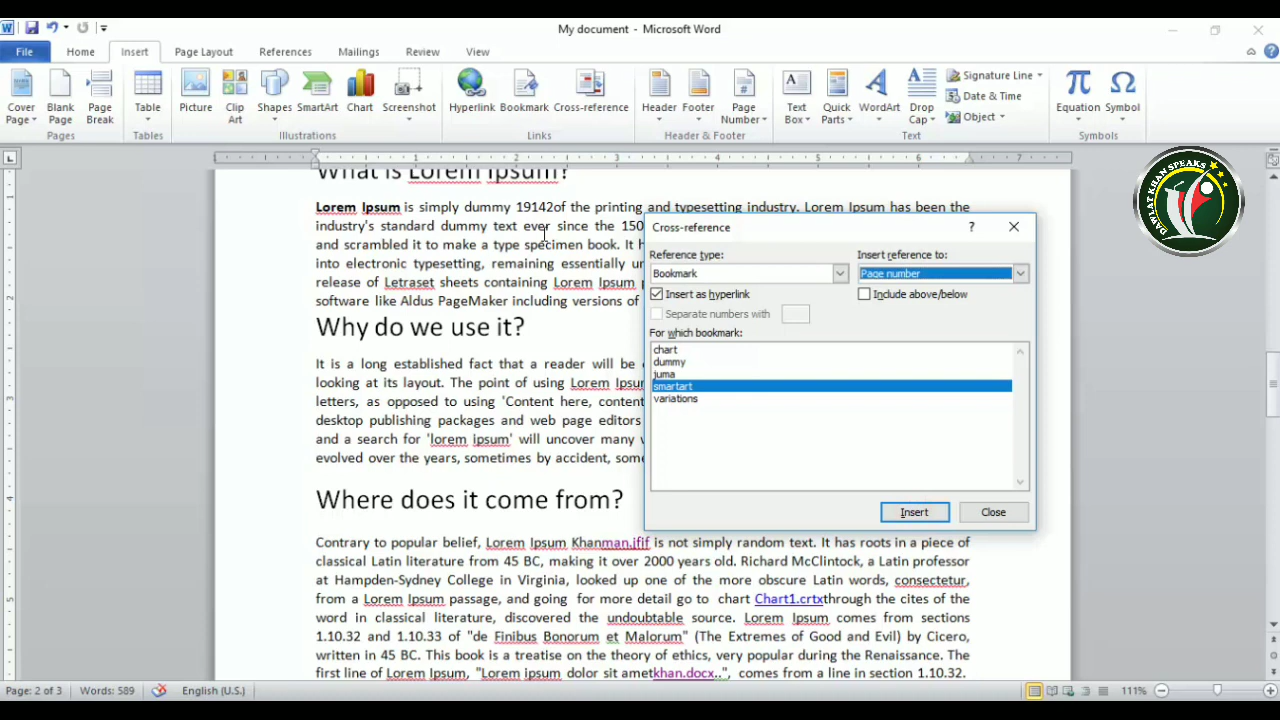 My document - Microsoft Word
File Home Insert Page Layout References Mailings Review View
Cover Page Blank Page Page Break Table Picture Clip Art Shapes SmartArt Chart Screenshot Hyperlink Bookmark Cross-reference Header Footer Page Number Text Box Quick Parts WordArt Drop Cap Signature Line Date & Time Object Equation Symbol
Pages Tables Illustrations Links Header & Footer Text Symbols
1 2 3 4 5 6 7
What is Lorem Ipsum?
Lorem Ipsum is simply dummy 19142of the printing and typesetting industry. Lorem Ipsum has been the
industry's standard dummy text ever since the 150
and scrambled it to make a type specimen book. It h
into electronic typesetting, remaining essentially un
release of Letraset sheets containing Lorem Ipsum p
software like Aldus PageMaker including versions of
Why do we use it?
It is a long established fact that a reader will be
looking at its layout. The point of using Lorem Ipsu
letters, as opposed to using 'Content here, conten
desktop publishing packages and web page editors
and a search for 'lorem ipsum' will uncover many
evolved over the years, sometimes by accident, som
Where does it come from?
Contrary to popular belief, Lorem Ipsum Khanman.jfif is not simply random text. It has roots in a piece of
classical Latin literature from 45 BC, making it over 2000 years old. Richard McClintock, a Latin professor
at Hampden-Sydney College in Virginia, looked up one of the more obscure Latin words, consectetur,
from a Lorem Ipsum passage, and going for more detail go to chart Chart1.crtxthrough the cites of the
word in classical literature, discovered the undoubtable source. Lorem Ipsum comes from sections
1.10.32 and 1.10.33 of "de Finibus Bonorum et Malorum" (The Extremes of Good and Evil) by Cicero,
written in 45 BC. This book is a treatise on the theory of ethics, very popular during the Renaissance. The
first line of Lorem Ipsum, "Lorem ipsum dolor sit ametkhan.docx..", comes from a line in section 1.10.32.
Cross-reference
Reference type: Insert reference to:
Bookmark Page number
Insert as hyperlink Include above/below
Separate numbers with
For which bookmark:
chart
dummy
juma
smartart
variations
Insert Close
DAWLAT KHAN SPEAKS
Page: 2 of 3 Words: 589 English (U.S.) 111%